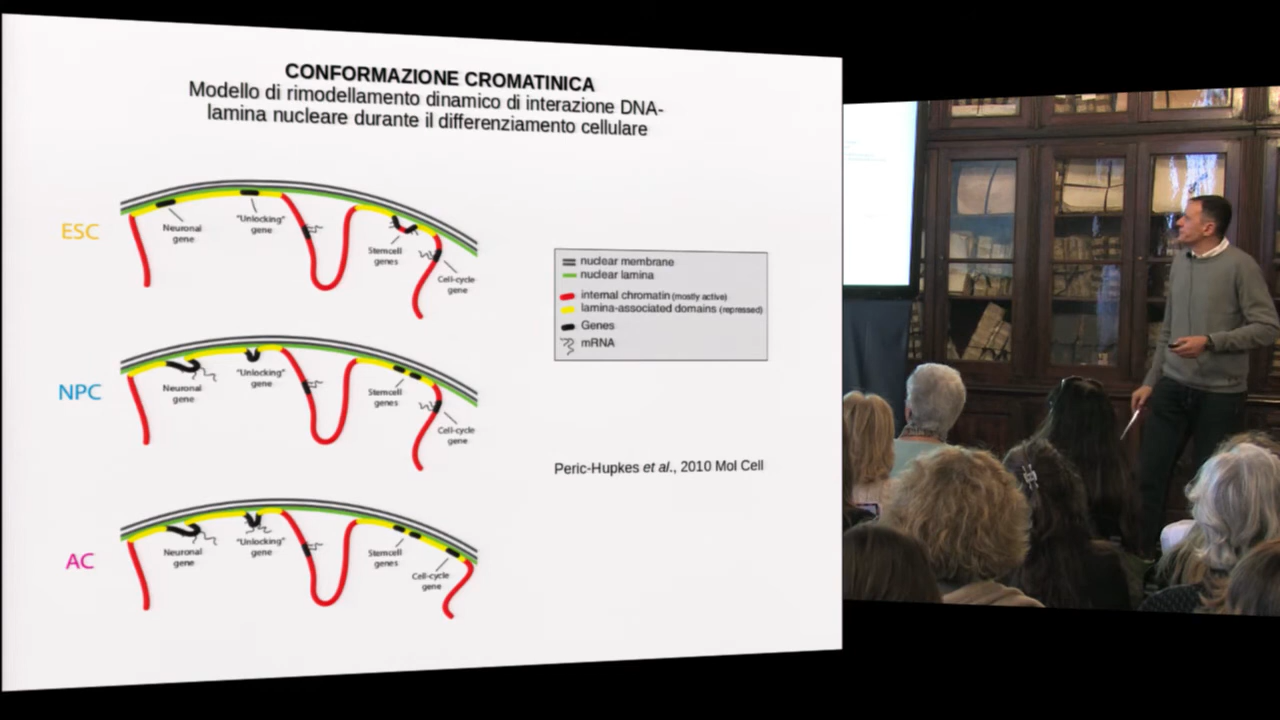 CONFORMAZIONE CROMATINICA
Modello di rimodellamento dinamico di interazione DNA-
lamina nucleare durante il differenziamento cellulare
ESC
Neuronal
gene
"Unlocking"
gene
Stemcell
genes
Cell-cycle
gene
nuclear membrane
nuclear lamina
internal chromatin (mostly active)
lamina-associated domains (repressed)
Genes
mRNA
NPC
Neuronal
gene
"Unlocking"
gene
Stemcell
genes
Cell-cycle
gene
Peric-Hupkes et al., 2010 Mol Cell
AC
Neuronal
gene
"Unlocking"
gene
Stemcell
genes
Cell-cycle
gene